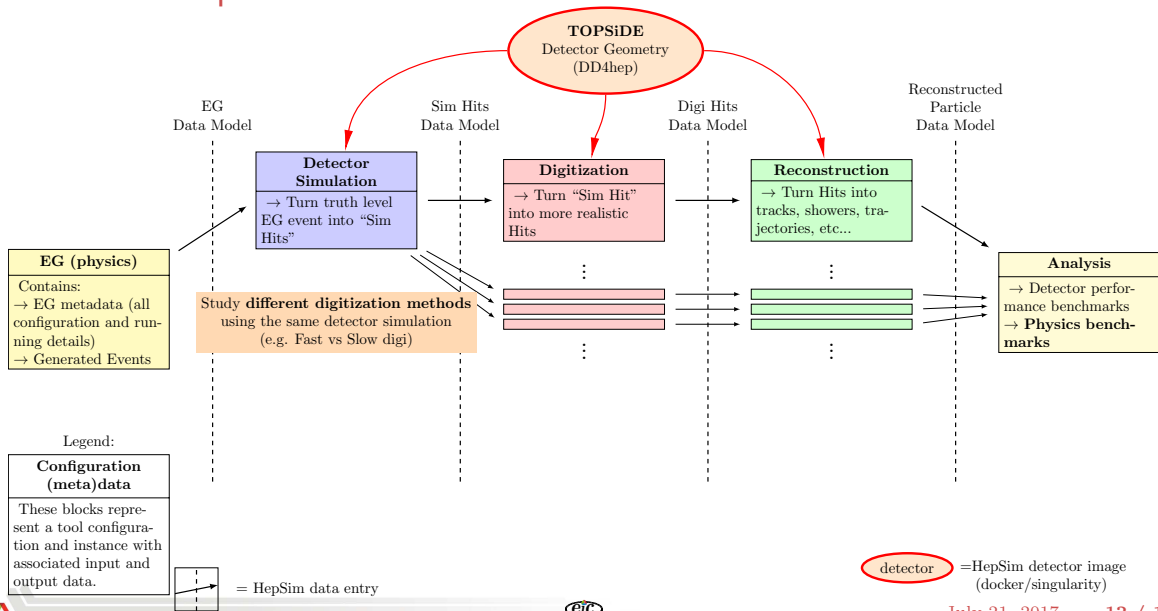 TOPSiDE
Detector Geometry
(DD4hep)
EG
Data Model
Sim Hits
Data Model
Digi Hits
Data Model
Reconstructed
Particle
Data Model
Detector
Simulation
→ Turn truth level
EG event into “Sim
Hits”
Digitization
→ Turn “Sim Hit”
into more realistic
Hits
Reconstruction
→ Turn Hits into
tracks, showers, tra-
jectories, etc...
EG (physics)
Contains:
→ EG metadata (all
configuration and run-
ning details)
→ Generated Events
Study different digitization methods
using the same detector simulation
(e.g. Fast vs Slow digi)
Analysis
→ Detector perfor-
mance benchmarks
→ Physics bench-
marks
Legend:
Configuration
(meta)data
These blocks repre-
sent a tool configura-
tion and instance with
associated input and
output data.
= HepSim data entry
detector
=HepSim detector image
(docker/singularity)
eic
July 21, 2017 12 /